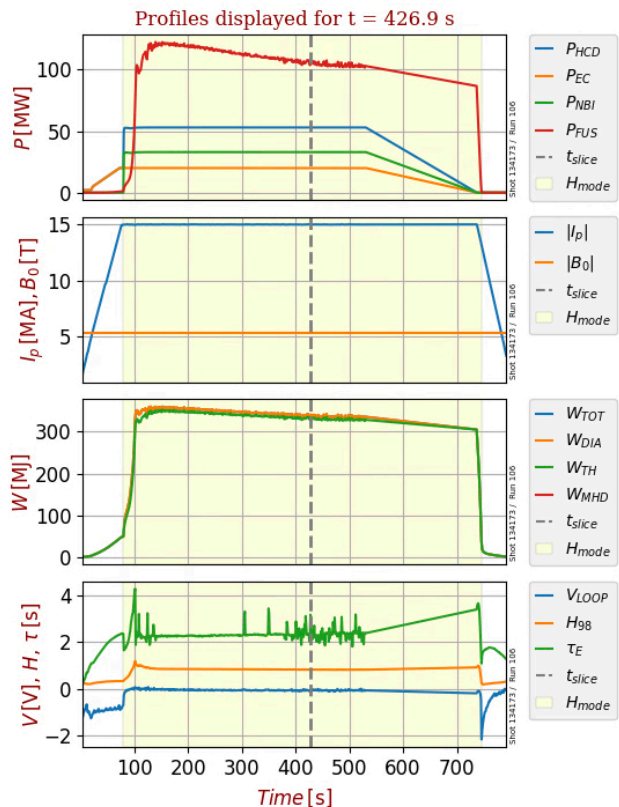 Profiles displayed for t = 426.9 s
P [MW]
100
50
0
Shot 134173 / Run 106
P_HCD
P_EC
P_NBI
P_FUS
t_slice
H_mode
I_p [MA], B_0 [T]
15
10
5
Shot 134173 / Run 106
|I_p|
|B_0|
t_slice
H_mode
W [MJ]
300
200
100
0
Shot 134173 / Run 106
W_TOT
W_DIA
W_TH
W_MHD
t_slice
H_mode
V [V], H, τ [s]
4
2
0
−2
Shot 134173 / Run 106
V_LOOP
H_98
τ_E
t_slice
H_mode
100 200 300 400 500 600 700
Time [s]